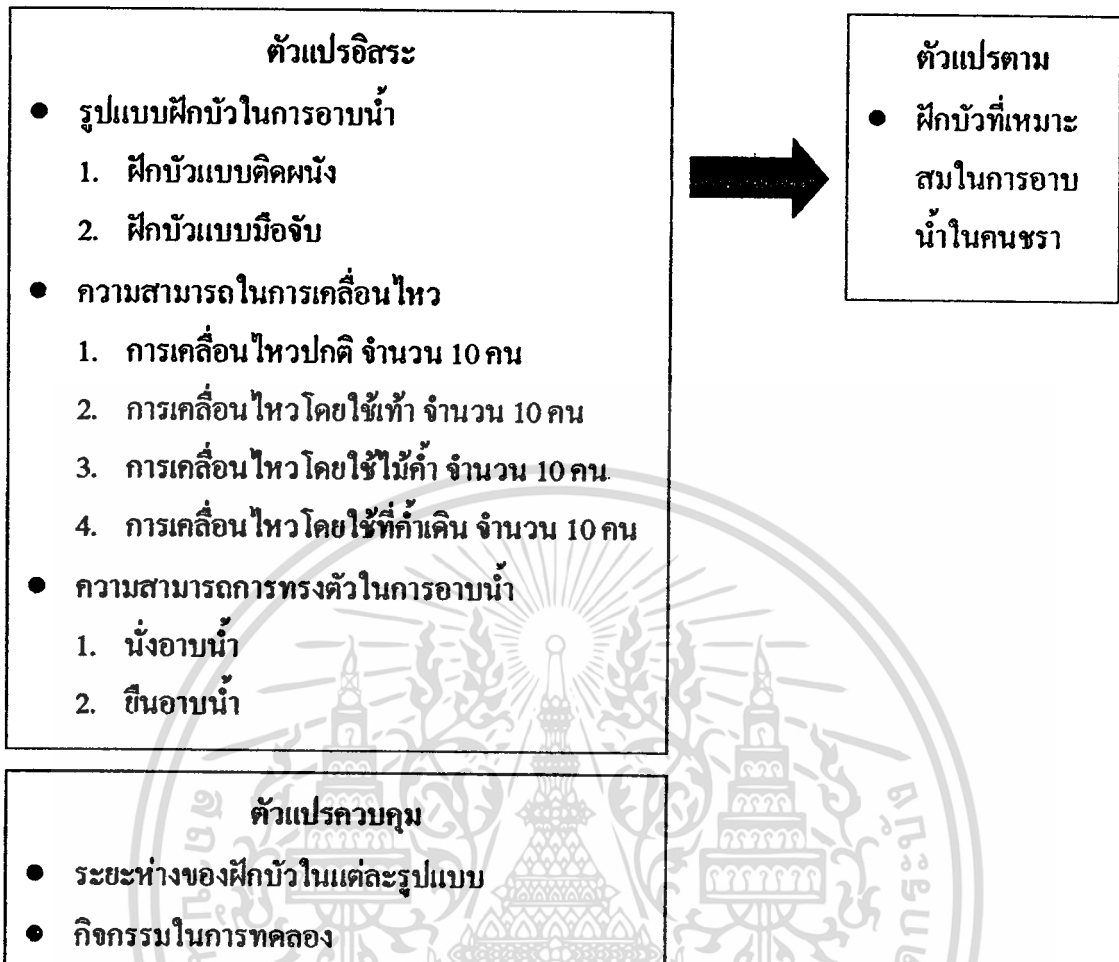 ตัวแปรอิสระ
● รูปแบบฝักบัวในการอาบน้ำ
1. ฝักบัวแบบติดผนัง
2. ฝักบัวแบบมือจับ
● ความสามารถในการเคลื่อนไหว
1. การเคลื่อนไหวปกติ จำนวน 10 คน
2. การเคลื่อนไหวโดยใช้เท้า จำนวน 10 คน
3. การเคลื่อนไหวโดยใช้ไม้ค้ำ จำนวน 10 คน
4. การเคลื่อนไหวโดยใช้ที่ค้ำเดิน จำนวน 10 คน
● ความสามารถการทรงตัวในการอาบน้ำ
1. นั่งอาบน้ำ
2. ยืนอาบน้ำ
ตัวแปรตาม
● ฝักบัวที่เหมาะ
สมในการอาบ
น้ำในคนชรา
ตัวแปรควบคุม
● ระยะห่างของฝักบัวในแต่ละรูปแบบ
● กิจกรรมในการทดลอง